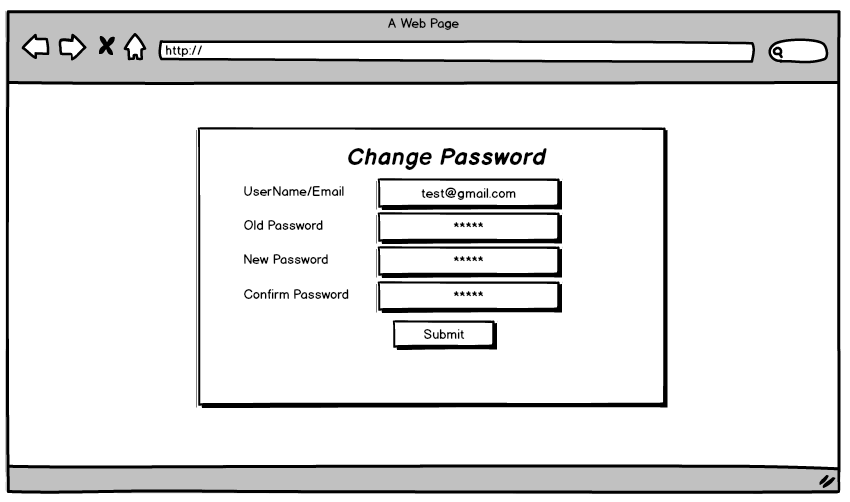 A Web Page
http://
Change Password
UserName/Email test@gmail.com
Old Password *****
New Password *****
Confirm Password *****
Submit